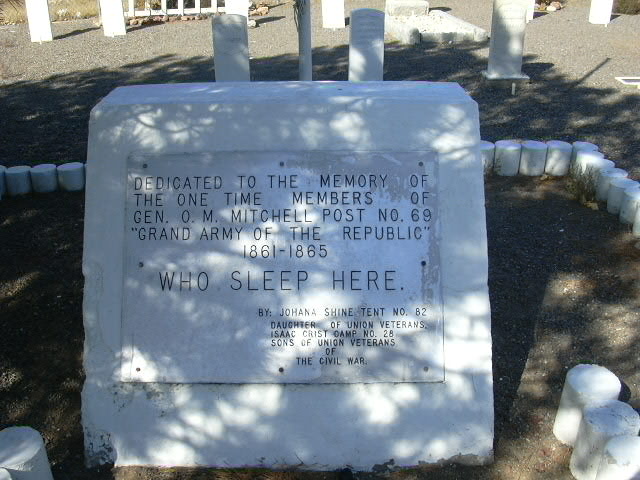 DEDICATED TO THE MEMORY OF
THE ONE TIME MEMBERS OF
GEN. O. M. MITCHELL POST NO. 69
"GRAND ARMY OF THE REPUBLIC"
1861-1865
WHO SLEEP HERE.
BY: JOHANA SHINE TENT NO. 82
DAUGHTER OF UNION VETERANS.
ISAAC CRIST CAMP NO. 28
SONS OF UNION VETERANS
OF
THE CIVIL WAR.